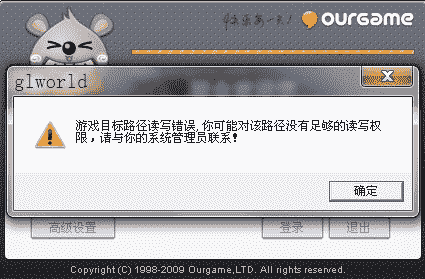 快乐每一天!
OURGAME
glworld
游戏目标路径读写错误, 你可能对该路径没有足够的读写权
限, 请与你的系统管理员联系!
确定
高级设置
登录
退出
Copyright (C) 1998-2009 Ourgame,LTD. All rights reserved.